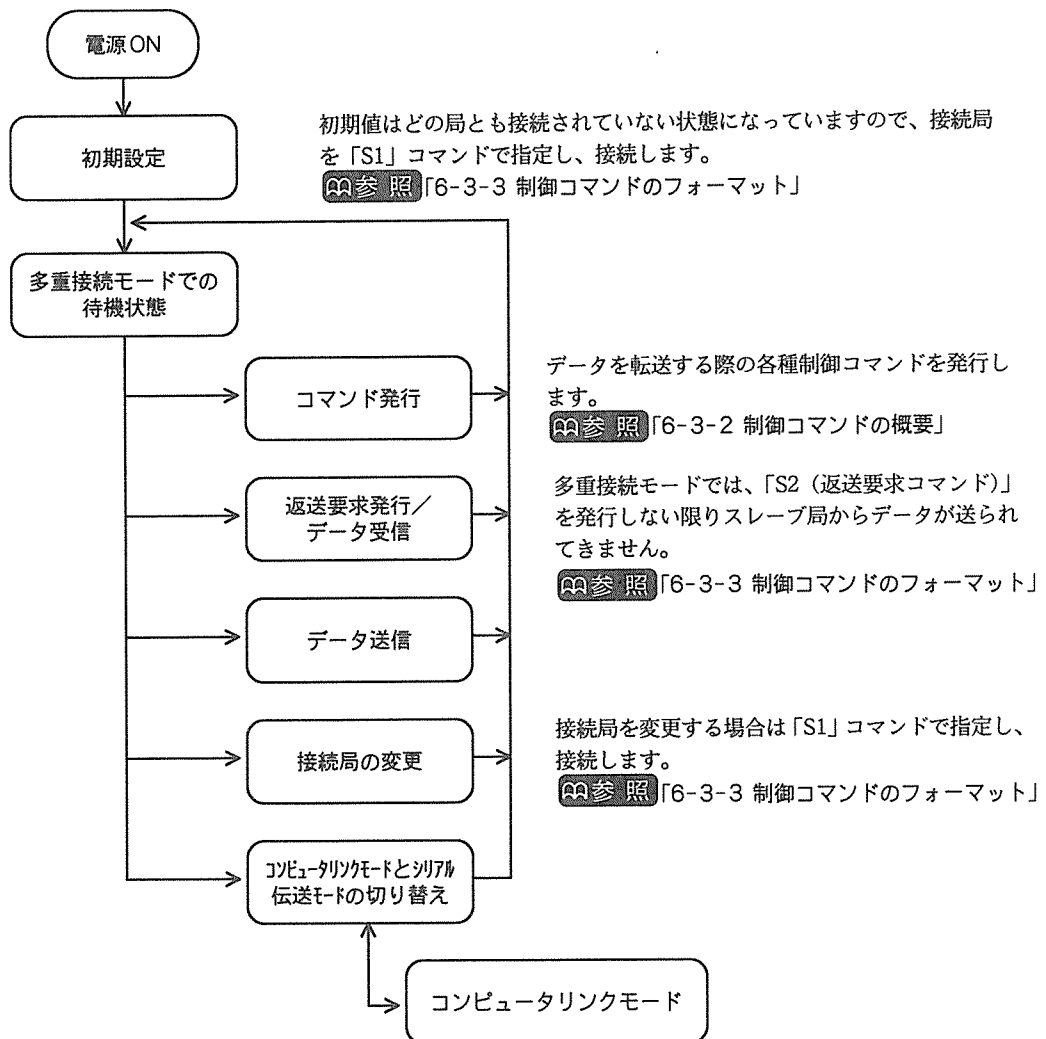 電源ON
初期設定
初期値はどの局とも接続されていない状態になっていますので、接続局
を「S1」コマンドで指定し、接続します。
参 照「6-3-3 制御コマンドのフォーマット」
多重接続モードでの
待機状態
コマンド発行
データを転送する際の各種制御コマンドを発行し
ます。
参 照「6-3-2 制御コマンドの概要」
返送要求発行／
データ受信
多重接続モードでは、「S2（返送要求コマンド）」
を発行しない限りスレーブ局からデータが送られ
てきません。
参 照「6-3-3 制御コマンドのフォーマット」
データ送信
接続局の変更
接続局を変更する場合は「S1」コマンドで指定し、
接続します。
参 照「6-3-3 制御コマンドのフォーマット」
ｺﾝﾋﾟｭｰﾀﾘﾝｸﾓｰﾄﾞとｼﾘｱﾙ
伝送ﾓｰﾄﾞの切り替え
コンピュータリンクモード